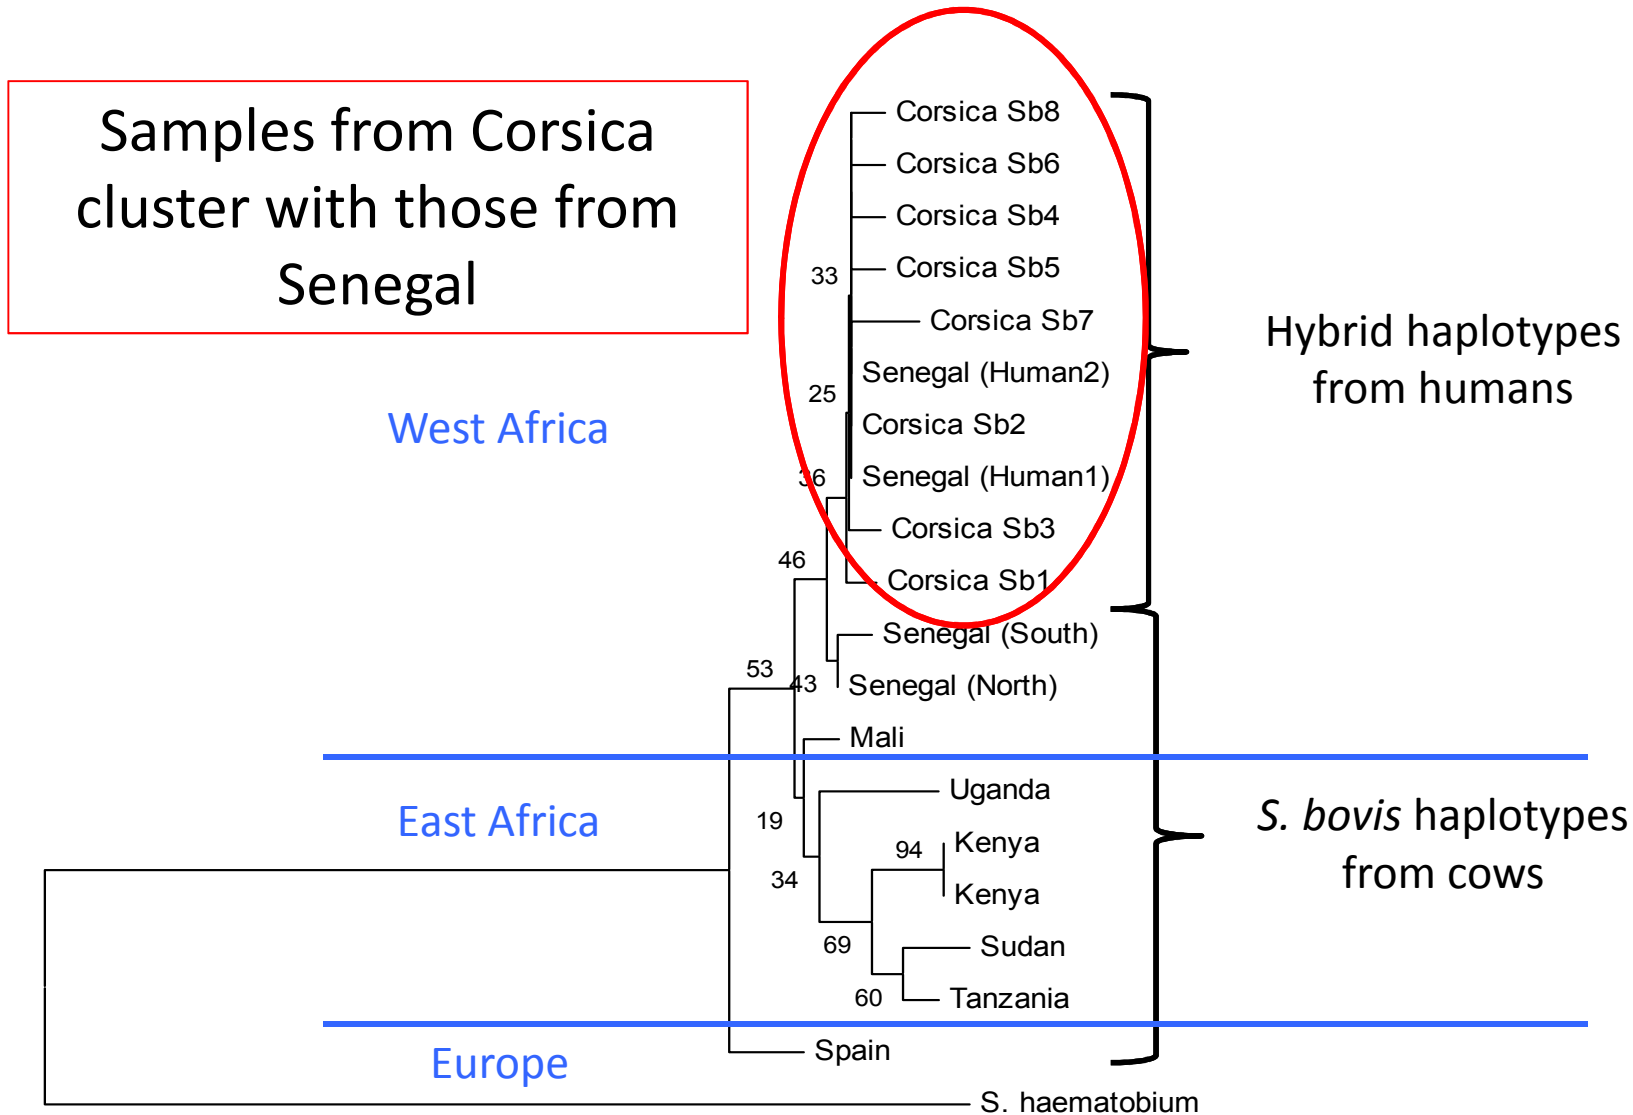 Samples from Corsica
cluster with those from
Senegal
West Africa
East Africa
Europe
33
25
36
46
53
43
19
34
94
69
60
Corsica Sb8
Corsica Sb6
Corsica Sb4
Corsica Sb5
Corsica Sb7
Senegal (Human2)
Corsica Sb2
Senegal (Human1)
Corsica Sb3
Corsica Sb1
Senegal (South)
Senegal (North)
Mali
Uganda
Kenya
Kenya
Sudan
Tanzania
Spain
S. haematobium
Hybrid haplotypes
from humans
S. bovis haplotypes
from cows